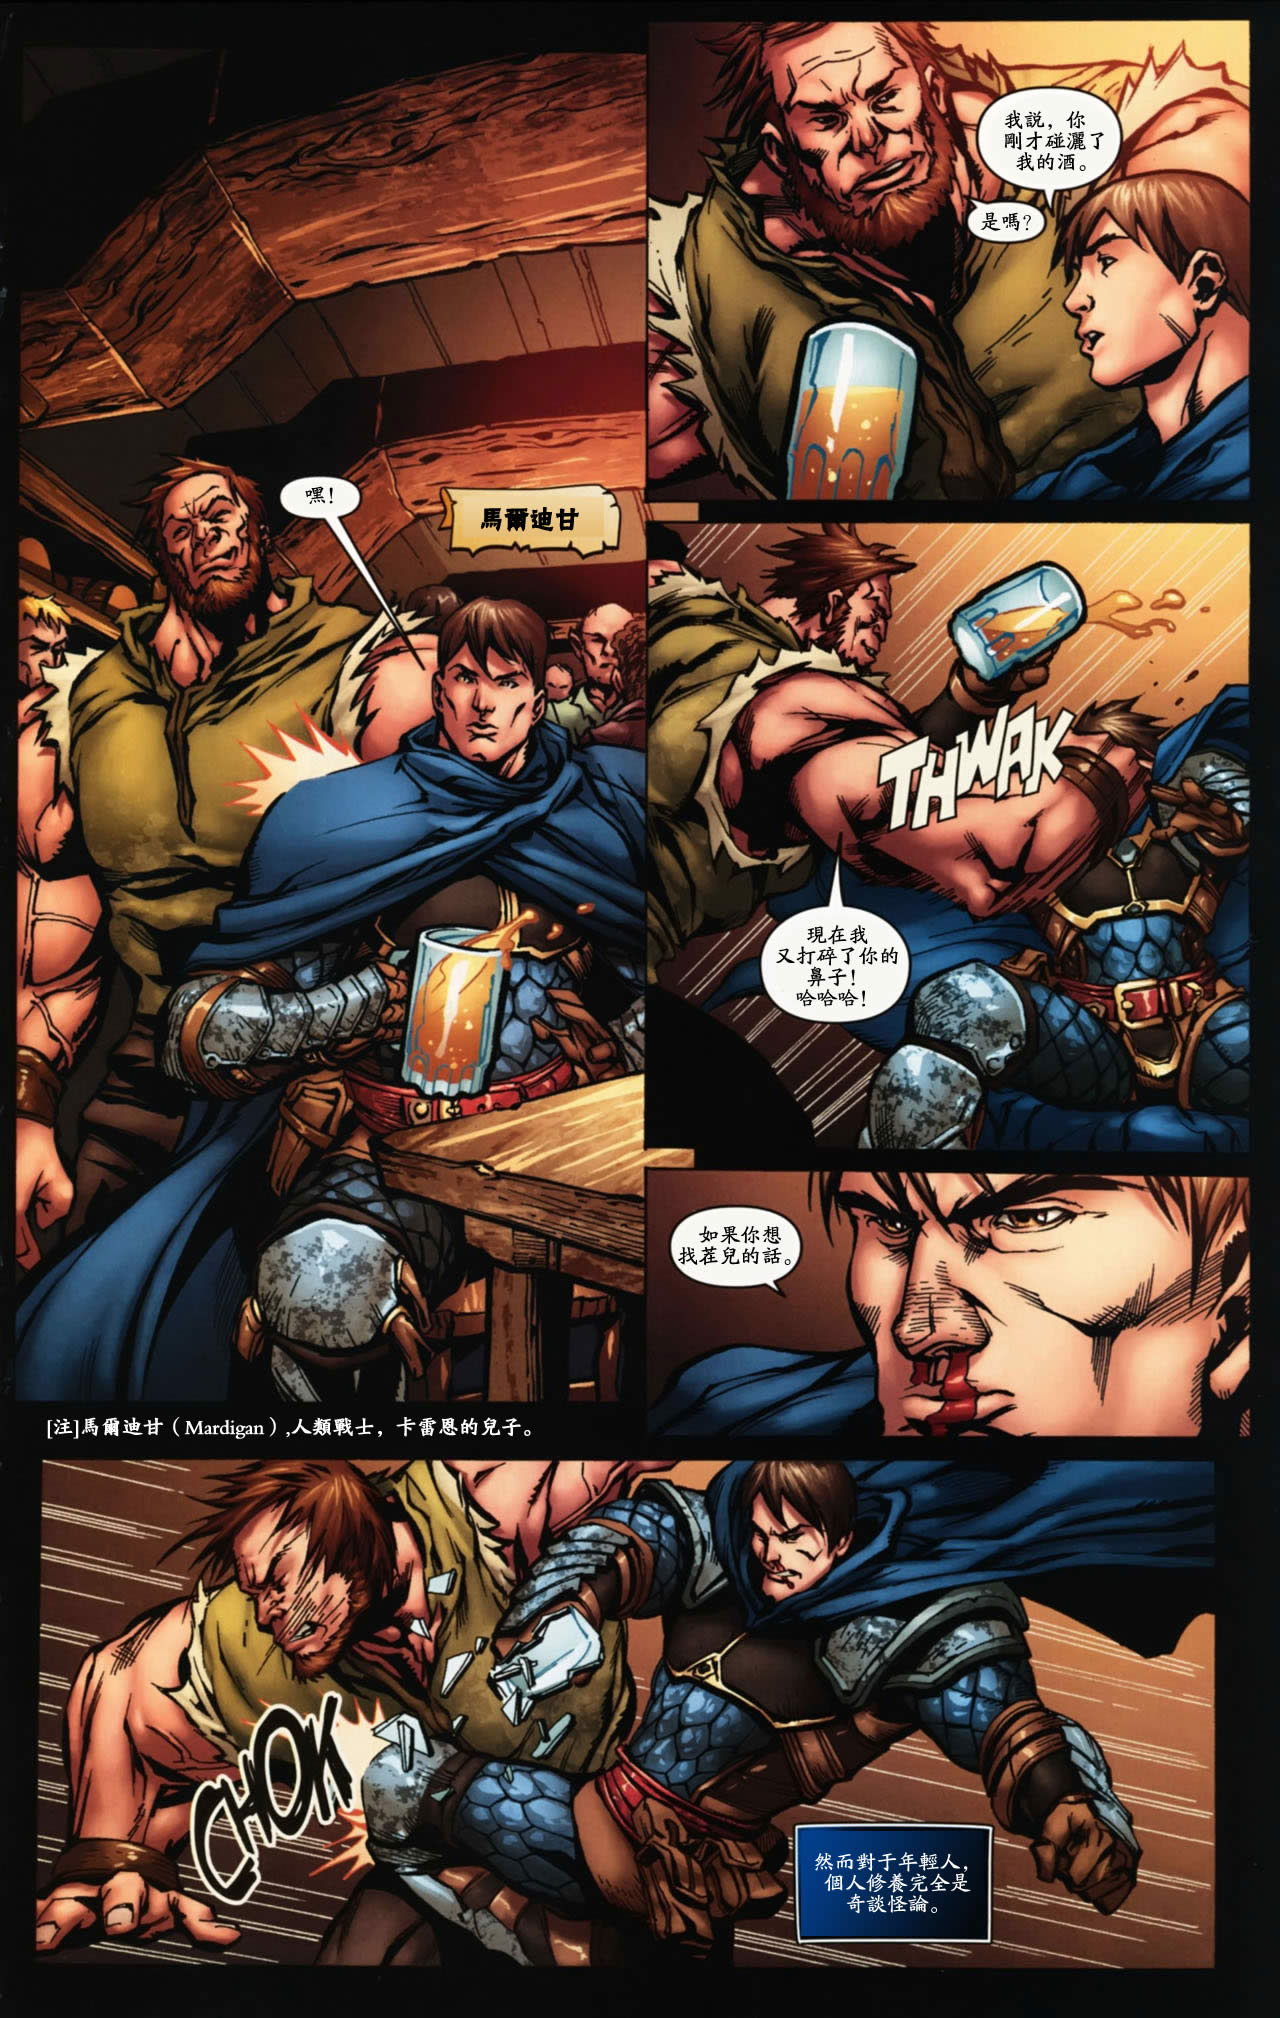 嘿！
馬爾迪甘
[注]馬爾迪甘（Mardigan）,人類戰士，卡雷恩的兒子。
我説，你
剛才碰灑了
我的酒。
是嗎？
THWAK
現在我
又打碎了你的
鼻子！
哈哈哈！
如果你想
找茬兒的話。
CHOK
然而對于年輕人，
個人修養完全是
奇談怪論。